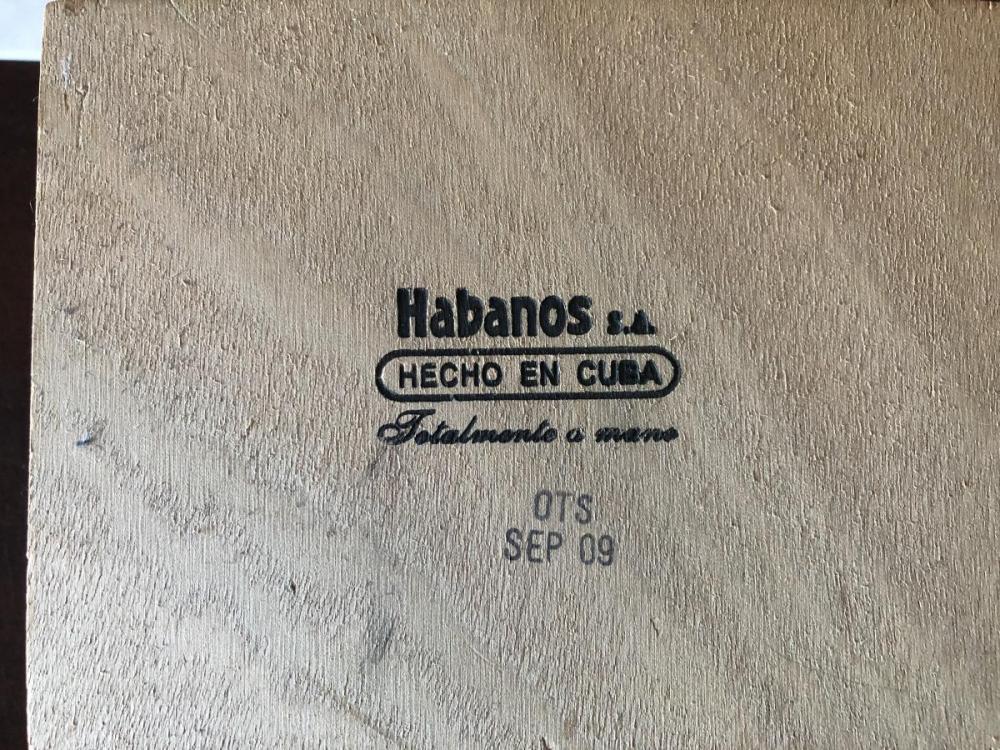 Habanos s.a.
HECHO EN CUBA
Totalmente a mano
OTS
SEP 09